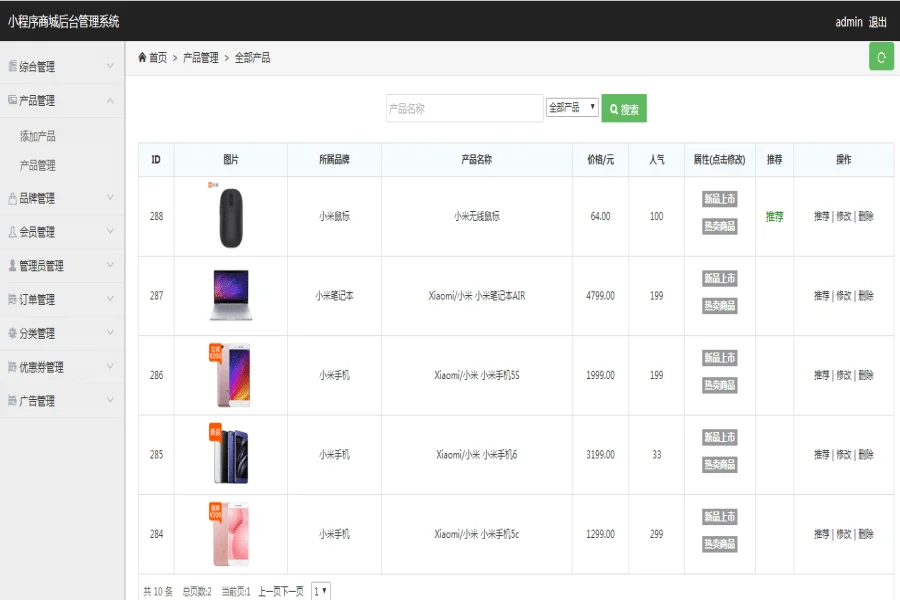 小程序商城后台管理系统
admin 退出
综合管理
产品管理
添加产品
产品管理
品牌管理
会员管理
管理员管理
订单管理
分类管理
优惠券管理
广告管理
首页 > 产品管理 > 全部产品
产品名称 全部产品 搜索
ID 图片 所属品牌 产品名称 价格/元 人气 属性(点击修改) 推荐 操作
288 小米鼠标 小米无线鼠标 64.00 100 新品上市 热卖商品 推荐 推荐 | 修改 | 删除
287 小米笔记本 Xiaomi/小米 小米笔记本AIR 4799.00 199 新品上市 热卖商品 推荐 | 修改 | 删除
286 小米手机 Xiaomi/小米 小米手机5S 1999.00 199 新品上市 热卖商品 推荐 | 修改 | 删除
285 新品 小米手机 Xiaomi/小米 小米手机6 3199.00 33 新品上市 热卖商品 推荐 | 修改 | 删除
284 小米手机 Xiaomi/小米 小米手机5c 1299.00 299 新品上市 热卖商品 推荐 | 修改 | 删除
共 10 条 总页数:2 当前页:1 上一页下一页 1